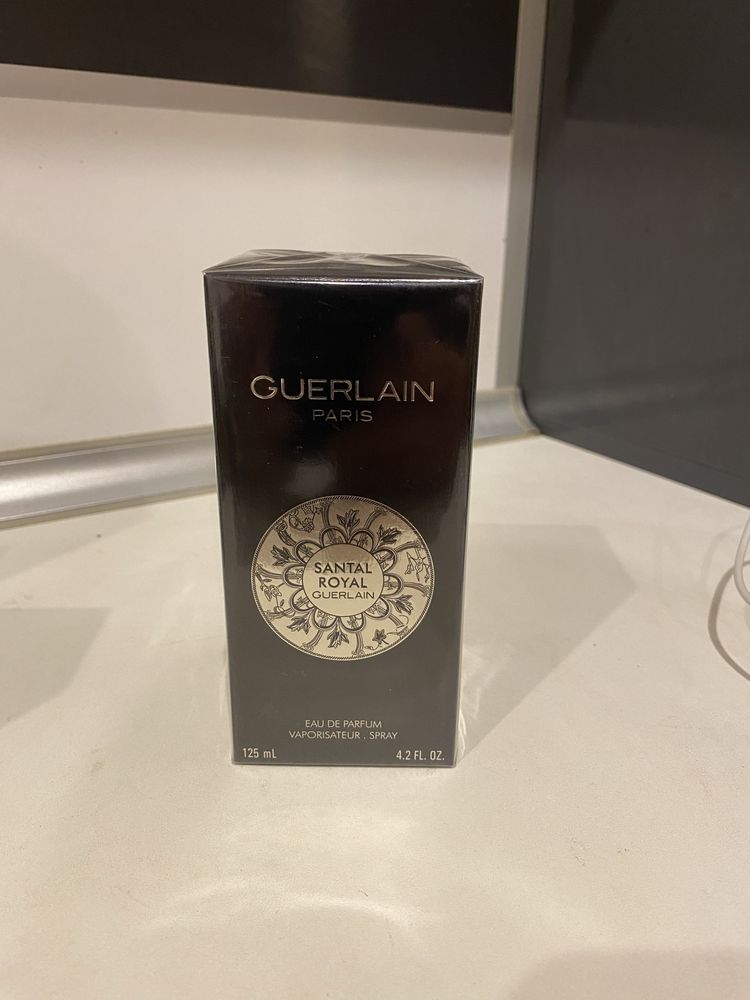 GUERLAIN
PARIS
SANTAL
ROYAL
GUERLAIN
EAU DE PARFUM
VAPORISATEUR . SPRAY
125 mL 4.2 FL. OZ.